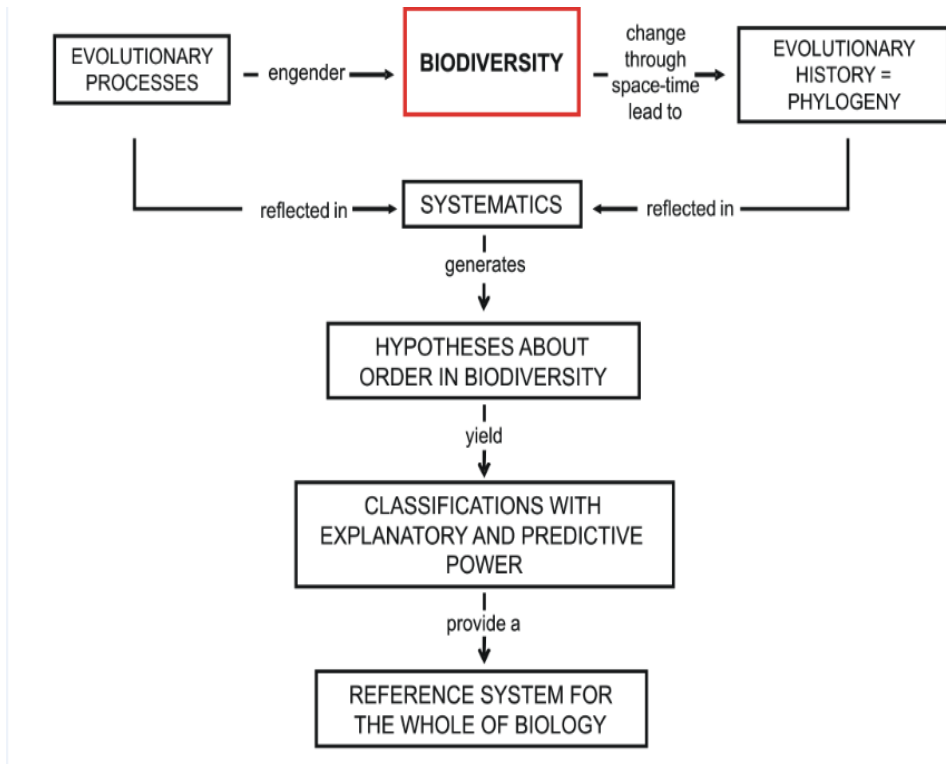 EVOLUTIONARY
PROCESSES
engender
BIODIVERSITY
change
through
space-time
lead to
EVOLUTIONARY
HISTORY =
PHYLOGENY
reflected in
SYSTEMATICS
reflected in
generates
HYPOTHESES ABOUT
ORDER IN BIODIVERSITY
yield
CLASSIFICATIONS WITH
EXPLANATORY AND PREDICTIVE
POWER
provide a
REFERENCE SYSTEM FOR
THE WHOLE OF BIOLOGY